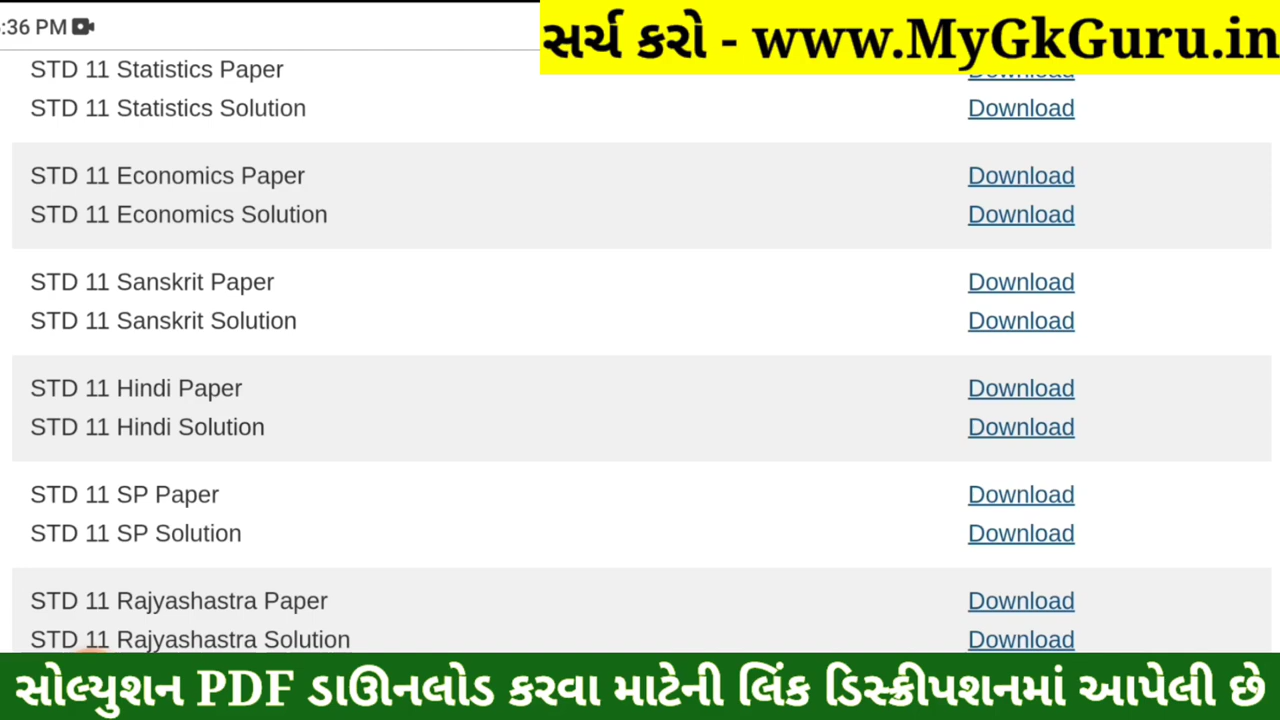 :36 PM
સર્ચ કરો - www.MyGkGuru.in
STD 11 Statistics Paper Download
STD 11 Statistics Solution Download
STD 11 Economics Paper Download
STD 11 Economics Solution Download
STD 11 Sanskrit Paper Download
STD 11 Sanskrit Solution Download
STD 11 Hindi Paper Download
STD 11 Hindi Solution Download
STD 11 SP Paper Download
STD 11 SP Solution Download
STD 11 Rajyashastra Paper Download
STD 11 Rajyashastra Solution Download
સોલ્યુશન PDF ડાઊનલોડ કરવા માટેની લિંક ડિસ્ક્રીપશનમાં આપેલી છે